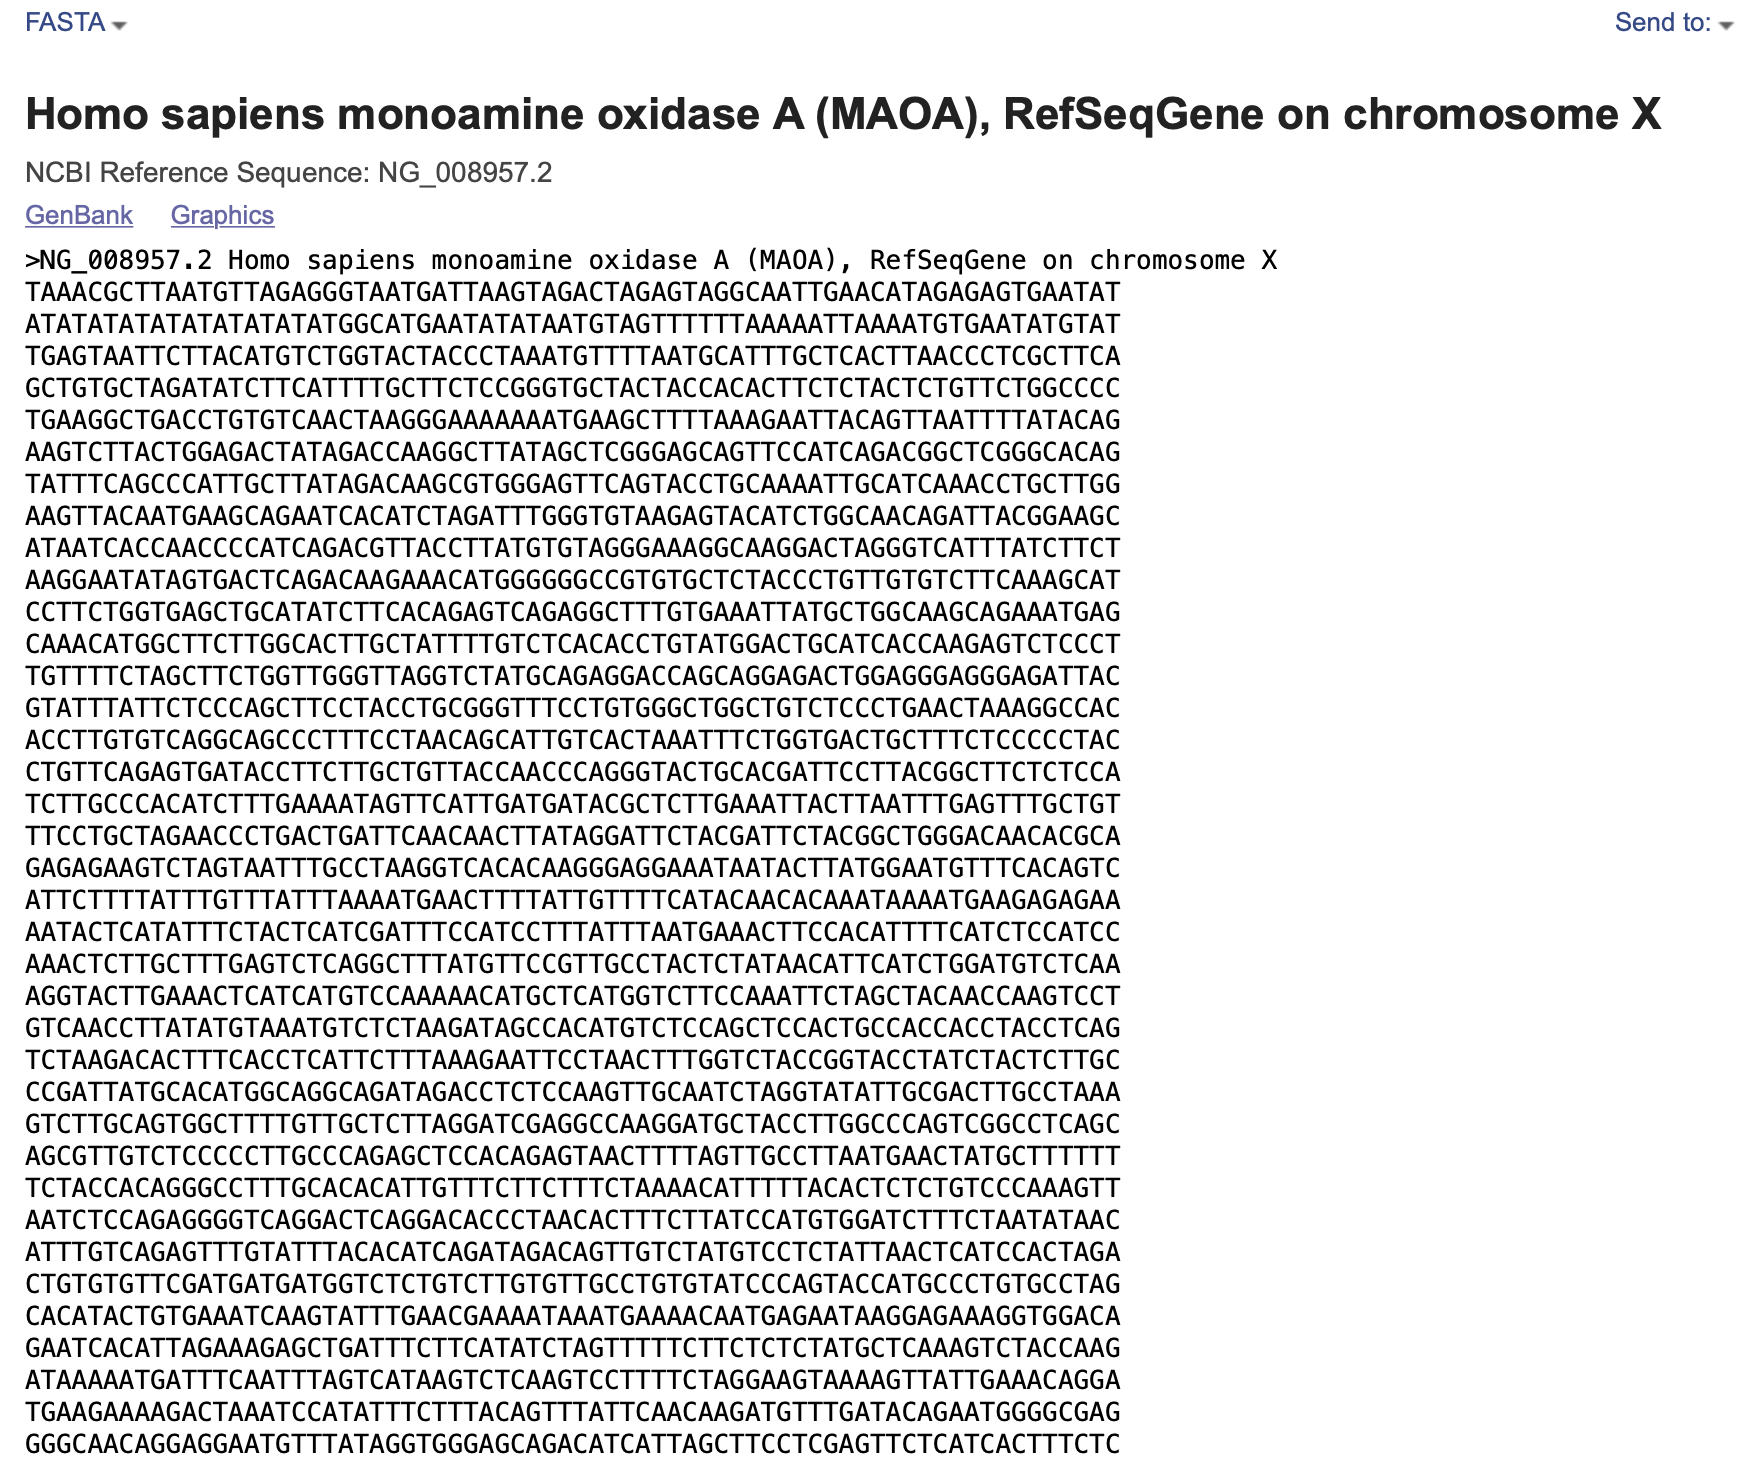 FASTA
Send to:
Homo sapiens monoamine oxidase A (MAOA), RefSeqGene on chromosome X
NCBI Reference Sequence: NG_008957.2
GenBank Graphics
>NG_008957.2 Homo sapiens monoamine oxidase A (MAOA), RefSeqGene on chromosome X
TAAACGCTTAATGTTAGAGGGTAATGATTAAGTAGACTAGAGTAGGCAATTGAACATAGAGAGTGAATAT
ATATATATATATATATATATGGCATGAATATATAATGTAGTTTTTTAAAAATTAAAATGTGAATATGTAT
TGAGTAATTCTTACATGTCTGGTACTACCCTAAATGTTTTAATGCATTTGCTCACTTAACCCTCGCTTCA
GCTGTGCTAGATATCTTCATTTTGCTTCTCCGGGTGCTACTACCACACTTCTCTACTCTGTTCTGGCCCC
TGAAGGCTGACCTGTGTCAACTAAGGGAAAAAAATGAAGCTTTTAAAGAATTACAGTTAATTTTATACAG
AAGTCTTACTGGAGACTATAGACCAAGGCTTATAGCTCGGGAGCAGTTCCATCAGACGGCTCGGGCACAG
TATTTCAGCCCATTGCTTATAGACAAGCGTGGGAGTTCAGTACCTGCAAAATTGCATCAAACCTGCTTGG
AAGTTACAATGAAGCAGAATCACATCTAGATTTGGGTGTAAGAGTACATCTGGCAACAGATTACGGAAGC
ATAATCACCAACCCCATCAGACGTTACCTTATGTGTAGGGAAAGGCAAGGACTAGGGTCATTTATCTTCT
AAGGAATATAGTGACTCAGACAAGAAACATGGGGGGCCGTGTGCTCTACCCTGTTGTGTCTTCAAAGCAT
CCTTCTGGTGAGCTGCATATCTTCACAGAGTCAGAGGCTTTGTGAAATTATGCTGGCAAGCAGAAATGAG
CAAACATGGCTTCTTGGCACTTGCTATTTTGTCTCACACCTGTATGGACTGCATCACCAAGAGTCTCCCT
TGTTTTCTAGCTTCTGGTTGGGTTAGGTCTATGCAGAGGACCAGCAGGAGACTGGAGGGAGGGAGATTAC
GTATTTATTCTCCCAGCTTCCTACCTGCGGGTTTCCTGTGGGCTGGCTGTCTCCCTGAACTAAAGGCCAC
ACCTTGTGTCAGGCAGCCCTTTCCTAACAGCATTGTCACTAAATTTCTGGTGACTGCTTTCTCCCCCTAC
CTGTTCAGAGTGATACCTTCTTGCTGTTACCAACCCAGGGTACTGCACGATTCCTTACGGCTTCTCTCCA
TCTTGCCCACATCTTTGAAAATAGTTCATTGATGATACGCTCTTGAAATTACTTAATTTGAGTTTGCTGT
TTCCTGCTAGAACCCTGACTGATTCAACAACTTATAGGATTCTACGATTCTACGGCTGGGACAACACGCA
GAGAGAAGTCTAGTAATTTGCCTAAGGTCACACAAGGGAGGAAATAATACTTATGGAATGTTTCACAGTC
ATTCTTTTATTTGTTTATTTAAAATGAACTTTTATTGTTTTCATACAACACAAATAAAATGAAGAGAGAA
AATACTCATATTTCTACTCATCGATTTCCATCCTTTATTTAATGAAACTTCCACATTTTCATCTCCATCC
AAACTCTTGCTTTGAGTCTCAGGCTTTATGTTCCGTTGCCTACTCTATAACATTCATCTGGATGTCTCAA
AGGTACTTGAAACTCATCATGTCCAAAAACATGCTCATGGTCTTCCAAATTCTAGCTACAACCAAGTCCT
GTCAACCTTATATGTAAATGTCTCTAAGATAGCCACATGTCTCCAGCTCCACTGCCACCACCTACCTCAG
TCTAAGACACTTTCACCTCATTCTTTAAAGAATTCCTAACTTTGGTCTACCGGTACCTATCTACTCTTGC
CCGATTATGCACATGGCAGGCAGATAGACCTCTCCAAGTTGCAATCTAGGTATATTGCGACTTGCCTAAA
GTCTTGCAGTGGCTTTTGTTGCTCTTAGGATCGAGGCCAAGGATGCTACCTTGGCCCAGTCGGCCTCAGC
AGCGTTGTCTCCCCCTTGCCCAGAGCTCCACAGAGTAACTTTTAGTTGCCTTAATGAACTATGCTTTTTT
TCTACCACAGGGCCTTTGCACACATTGTTTCTTCTTTCTAAAACATTTTTACACTCTCTGTCCCAAAGTT
AATCTCCAGAGGGGTCAGGACTCAGGACACCCTAACACTTTCTTATCCATGTGGATCTTTCTAATATAAC
ATTTGTCAGAGTTTGTATTTACACATCAGATAGACAGTTGTCTATGTCCTCTATTAACTCATCCACTAGA
CTGTGTGTTCGATGATGATGGTCTCTGTCTTGTGTTGCCTGTGTATCCCAGTACCATGCCCTGTGCCTAG
CACATACTGTGAAATCAAGTATTTGAACGAAAATAAATGAAAACAATGAGAATAAGGAGAAAGGTGGACA
GAATCACATTAGAAAGAGCTGATTTCTTCATATCTAGTTTTTCTTCTCTCTATGCTCAAAGTCTACCAAG
ATAAAAATGATTTCAATTTAGTCATAAGTCTCAAGTCCTTTTCTAGGAAGTAAAAGTTATTGAAACAGGA
TGAAGAAAAGACTAAATCCATATTTCTTTACAGTTTATTCAACAAGATGTTTGATACAGAATGGGGCGAG
GGGCAACAGGAGGAATGTTTATAGGTGGGAGCAGACATCATTAGCTTCCTCGAGTTCTCATCACTTTCTC